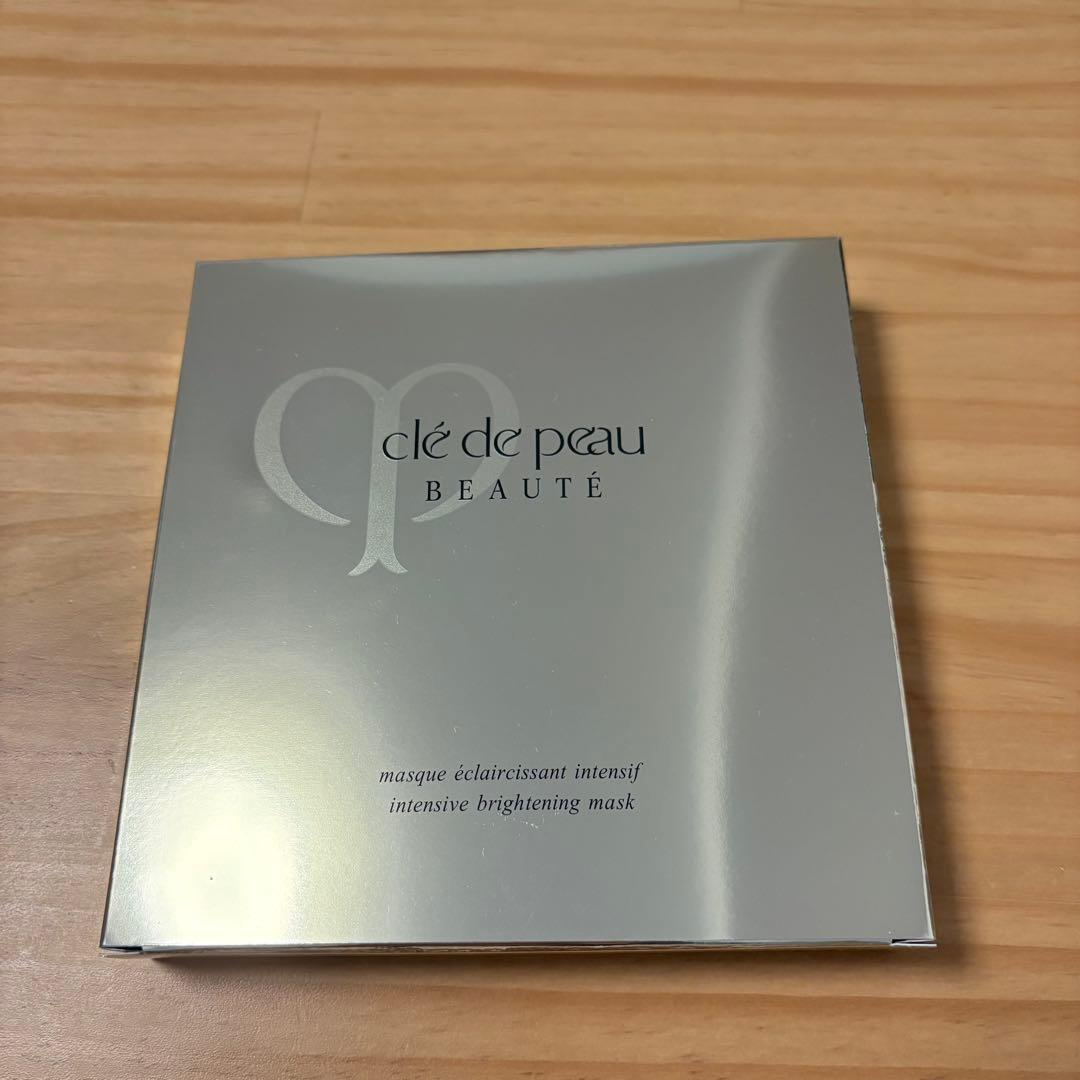 clé de peau
BEAUTÉ
masque éclaircissant intensif
intensive brightening mask